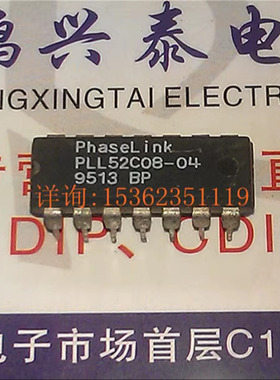 鸿兴泰电
NGXINGTAI ELECTR
PhaseLink
PLL52C08-04
9513 BP
详询: 15362351119
DIP、CDI
电子市场首层C1